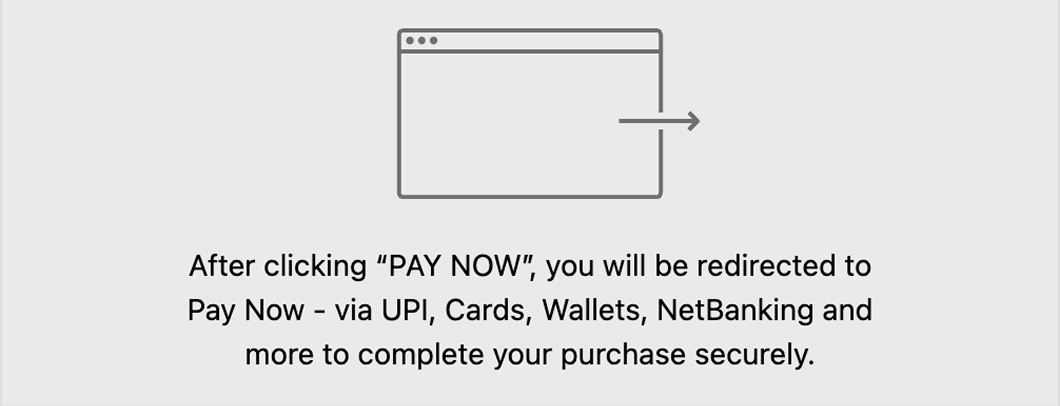 After clicking “PAY NOW”, you will be redirected to
Pay Now - via UPI, Cards, Wallets, NetBanking and
more to complete your purchase securely.